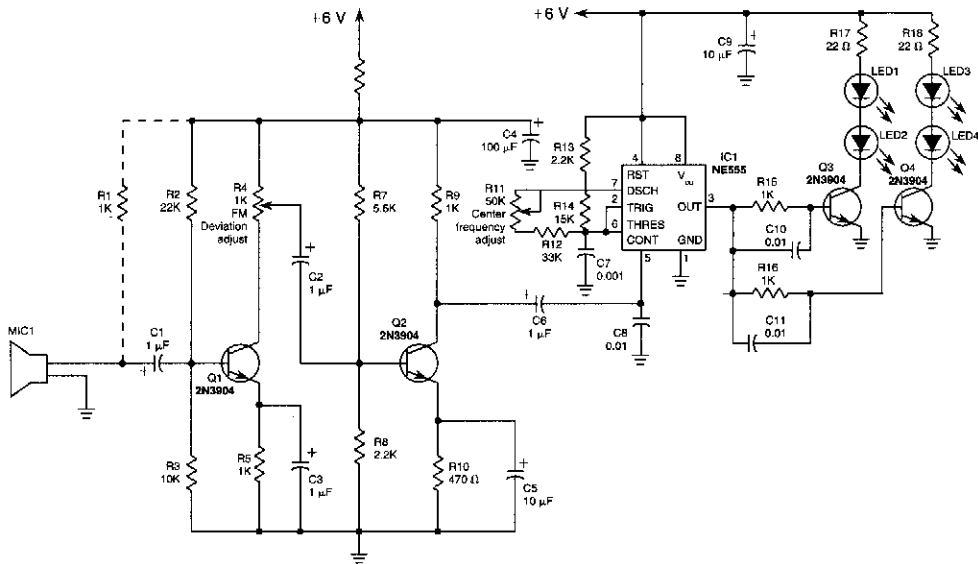 +6 V
+6 V
R17
22 Ω
R18
22 Ω
C9
10 µF
LED1
LED3
LED2
LED4
C4
100 µF
R13
2.2K
IC1
NE555
4
8
RST
V
7
DSCH
2
TRIG
OUT
3
6
THRES
CONT
GND
5
1
R1
1K
R2
22K
R4
1K
FM
Deviation
adjust
R7
5.6K
R9
1K
R11
50K
Center
frequency
adjust
R14
15K
R12
33K
C7
0.001
R15
1K
Q3
2N3904
Q4
2N3904
C10
0.01
R16
1K
C11
0.01
C2
1 µF
C6
1 µF
C8
0.01
MIC1
C1
1 µF
Q1
2N3904
Q2
2N3904
R3
10K
R5
1K
C3
1 µF
R8
2.2K
R10
470 Ω
C5
10 µF